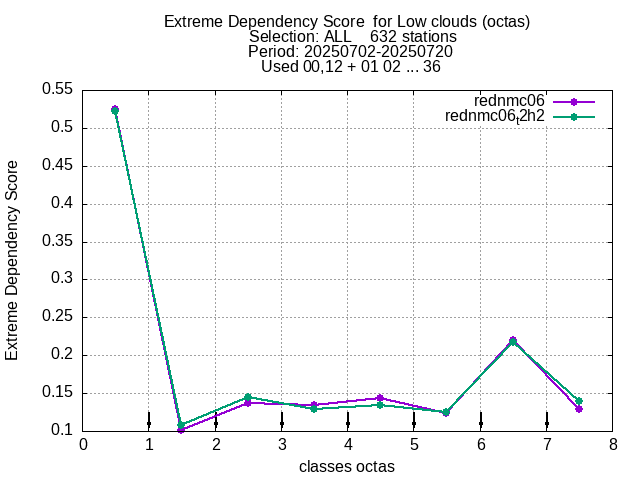 Extreme Dependency Score  for Low clouds (octas)
Selection: ALL    632 stations
Period: 20250702-20250720
Used 00,12 + 01 02 ... 36
rednmc06
rednmc06t2h2
0.55
0.5
0.45
0.4
0.35
0.3
0.25
0.2
0.15
0.1
Extreme Dependency Score
0 1 2 3 4 5 6 7 8
classes octas